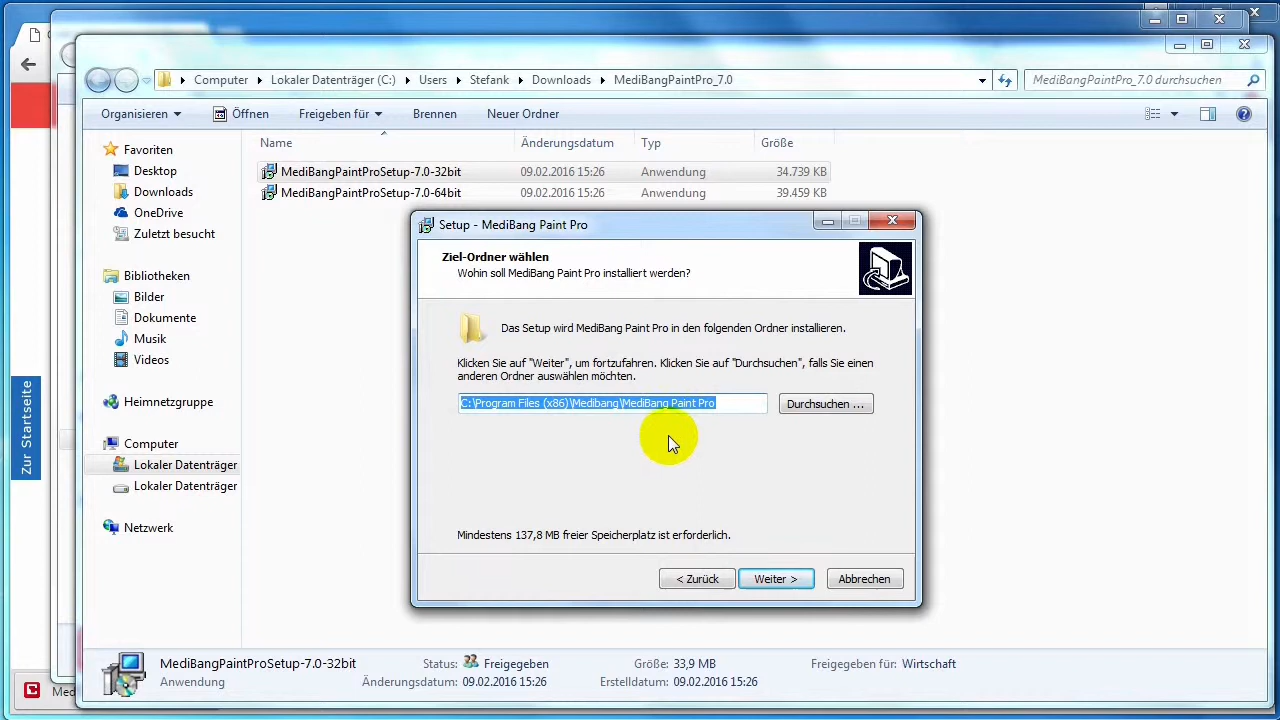 Computer ▸ Lokaler Datenträger (C:) ▸ Users ▸ Stefank ▸ Downloads ▸ MediBangPaintPro_7.0
MediBangPaintPro_7.0 durchsuchen
Organisieren
Öffnen
Freigeben für
Brennen
Neuer Ordner
Name
Änderungsdatum
Typ
Größe
MediBangPaintProSetup-7.0-32bit 09.02.2016 15:26 Anwendung 34.739 KB
MediBangPaintProSetup-7.0-64bit 09.02.2016 15:26 Anwendung 39.459 KB
Favoriten
Desktop
Downloads
OneDrive
Zuletzt besucht
Bibliotheken
Bilder
Dokumente
Musik
Videos
Heimnetzgruppe
Computer
Lokaler Datenträger
Lokaler Datenträger
Netzwerk
Zur Startseite
Setup - MediBang Paint Pro
Ziel-Ordner wählen
Wohin soll MediBang Paint Pro installiert werden?
Das Setup wird MediBang Paint Pro in den folgenden Ordner installieren.
Klicken Sie auf "Weiter", um fortzufahren. Klicken Sie auf "Durchsuchen", falls Sie einen
anderen Ordner auswählen möchten.
C:\Program Files (x86)\Medibang\MediBang Paint Pro
Durchsuchen ...
Mindestens 137,8 MB freier Speicherplatz ist erforderlich.
< Zurück
Weiter >
Abbrechen
MediBangPaintProSetup-7.0-32bit
Status: Freigegeben
Größe: 33,9 MB
Freigegeben für: Wirtschaft
Anwendung
Änderungsdatum: 09.02.2016 15:26
Erstelldatum: 09.02.2016 15:26